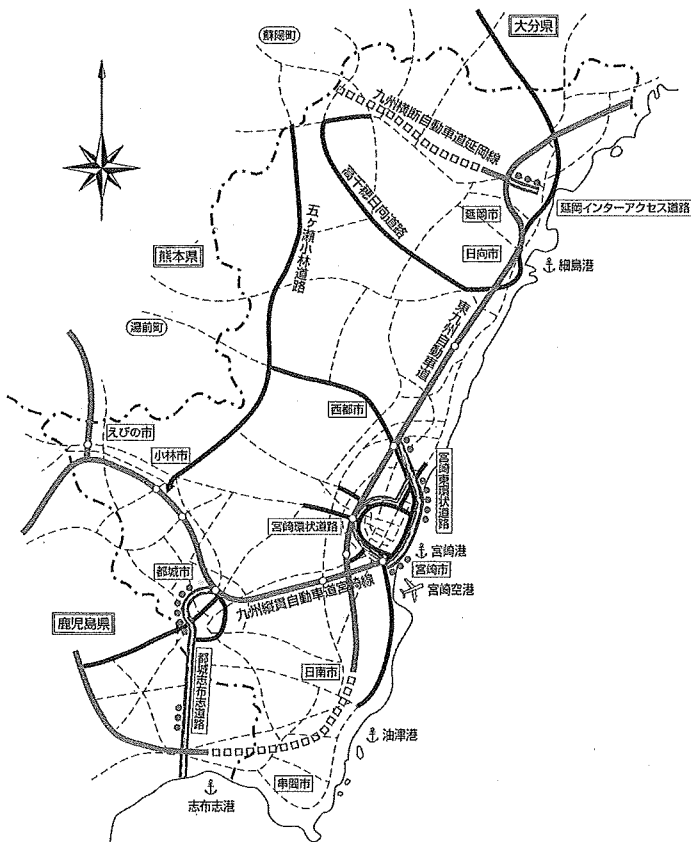 大分県
蘇陽町
九州横断自動車道延岡線
高千穂日向道路
五ヶ瀬小林道路
延岡市
延岡インターアクセス道路
熊本県
日向市
細島港
東九州自動車道
湯前町
西都市
えびの市
小林市
宮崎東環状道路
宮崎環状道路
宮崎港
宮崎市
都城市
宮崎空港
九州縦貫自動車道宮崎線
鹿児島県
都城志布志道路
日南市
油津港
串間市
志布志港